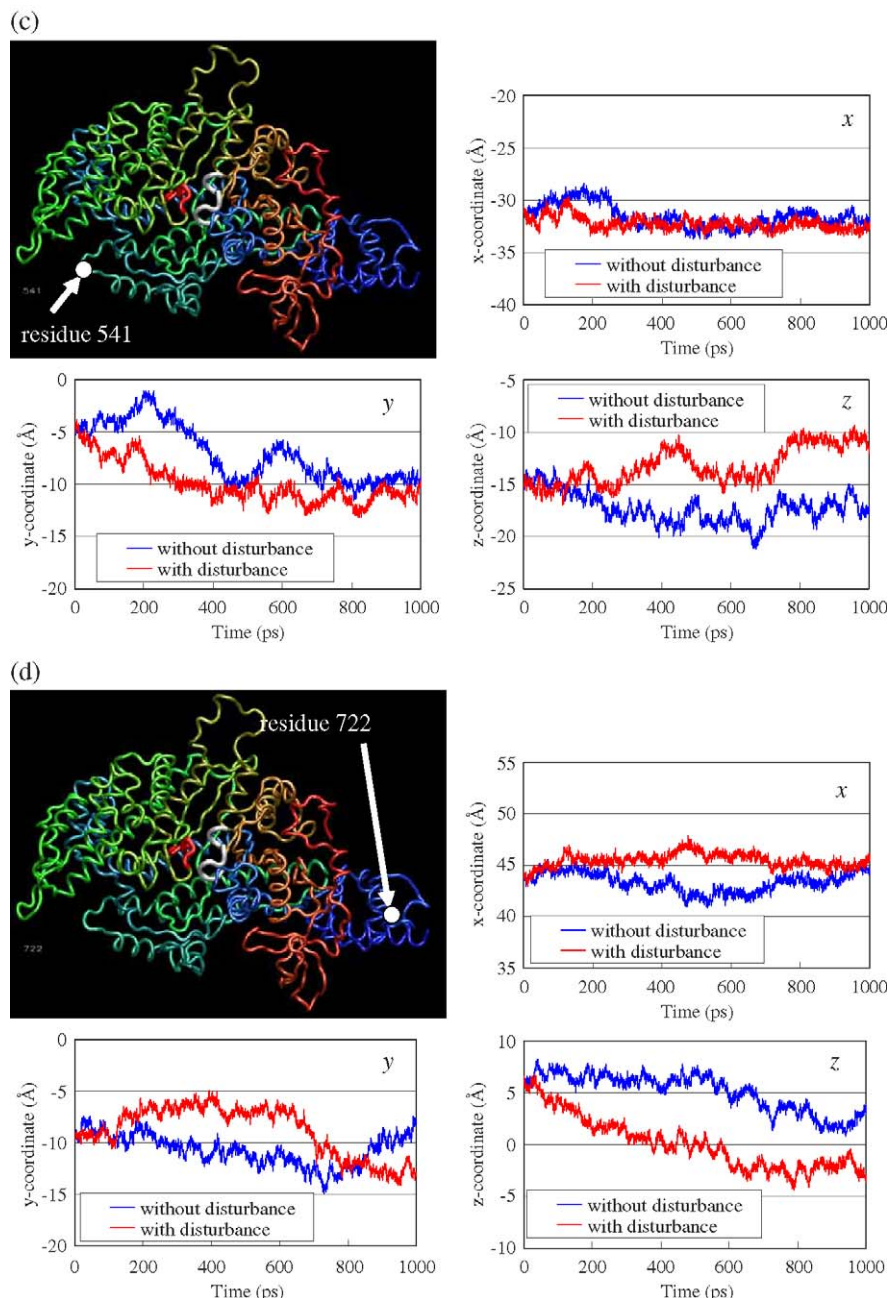 (c)
541
residue 541
-20
-25
-30
-35
-40
x-coordinate (Å)
x
without disturbance
with disturbance
0 200 400 600 800 1000
Time (ps)
0
-5
-10
-15
-20
y-coordinate (Å)
y
without disturbance
with disturbance
0 200 400 600 800 1000
Time (ps)
-5
-10
-15
-20
-25
z-coordinate (Å)
z
without disturbance
with disturbance
0 200 400 600 800 1000
Time (ps)
(d)
residue 722
722
55
50
45
40
35
x-coordinate (Å)
x
without disturbance
with disturbance
0 200 400 600 800 1000
Time (ps)
0
-5
-10
-15
-20
y-coordinate (Å)
y
without disturbance
with disturbance
0 200 400 600 800 1000
Time (ps)
10
5
0
-5
-10
z-coordinate (Å)
z
without disturbance
with disturbance
0 200 400 600 800 1000
Time (ps)